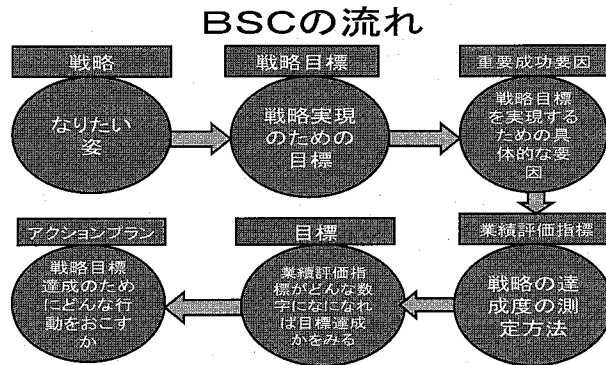 BSCの流れ
戦略
なりたい
姿
戦略目標
戦略実現
のための
目標
重要成功要因
戦略目標
を実現する
ための具
体的な要
因
業績評価指標
戦略の達
成度の測
定方法
目標
業績評価指
標がどんな数
字になになれ
ば目標達成
かをみる
アクションプラン
戦略目標
達成のため
にどんな行
動をおこす
か